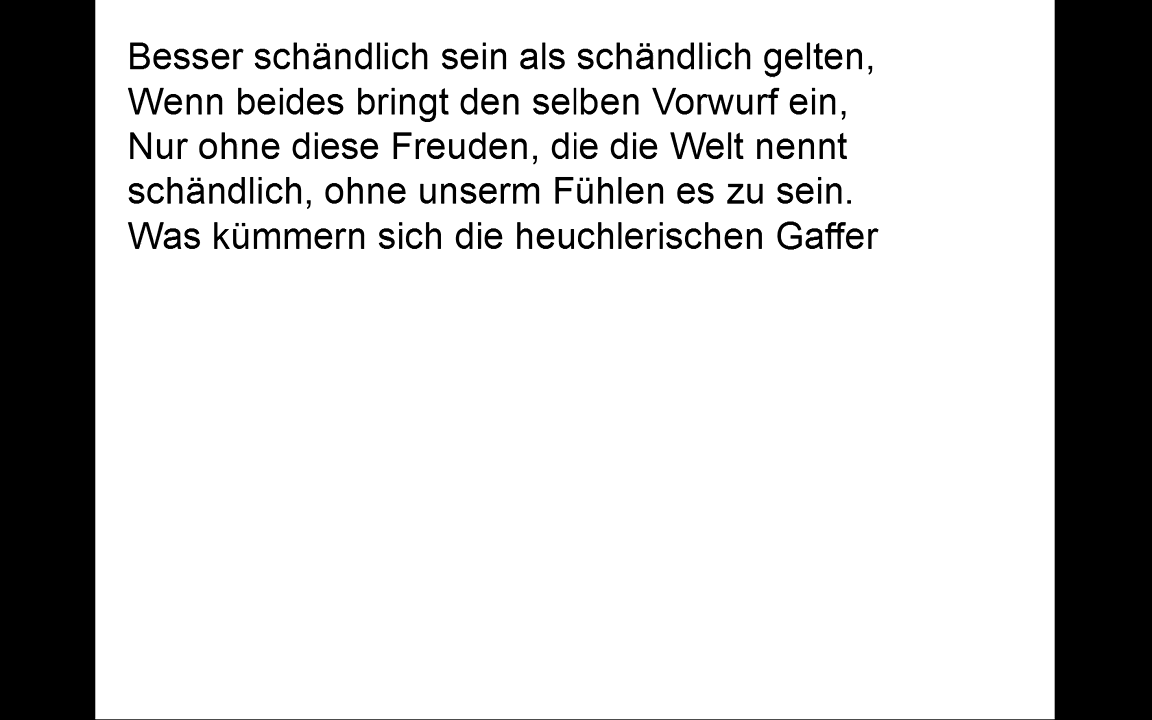 Besser schändlich sein als schändlich gelten,
Wenn beides bringt den selben Vorwurf ein,
Nur ohne diese Freuden, die die Welt nennt
schändlich, ohne unserm Fühlen es zu sein.
Was kümmern sich die heuchlerischen Gaffer